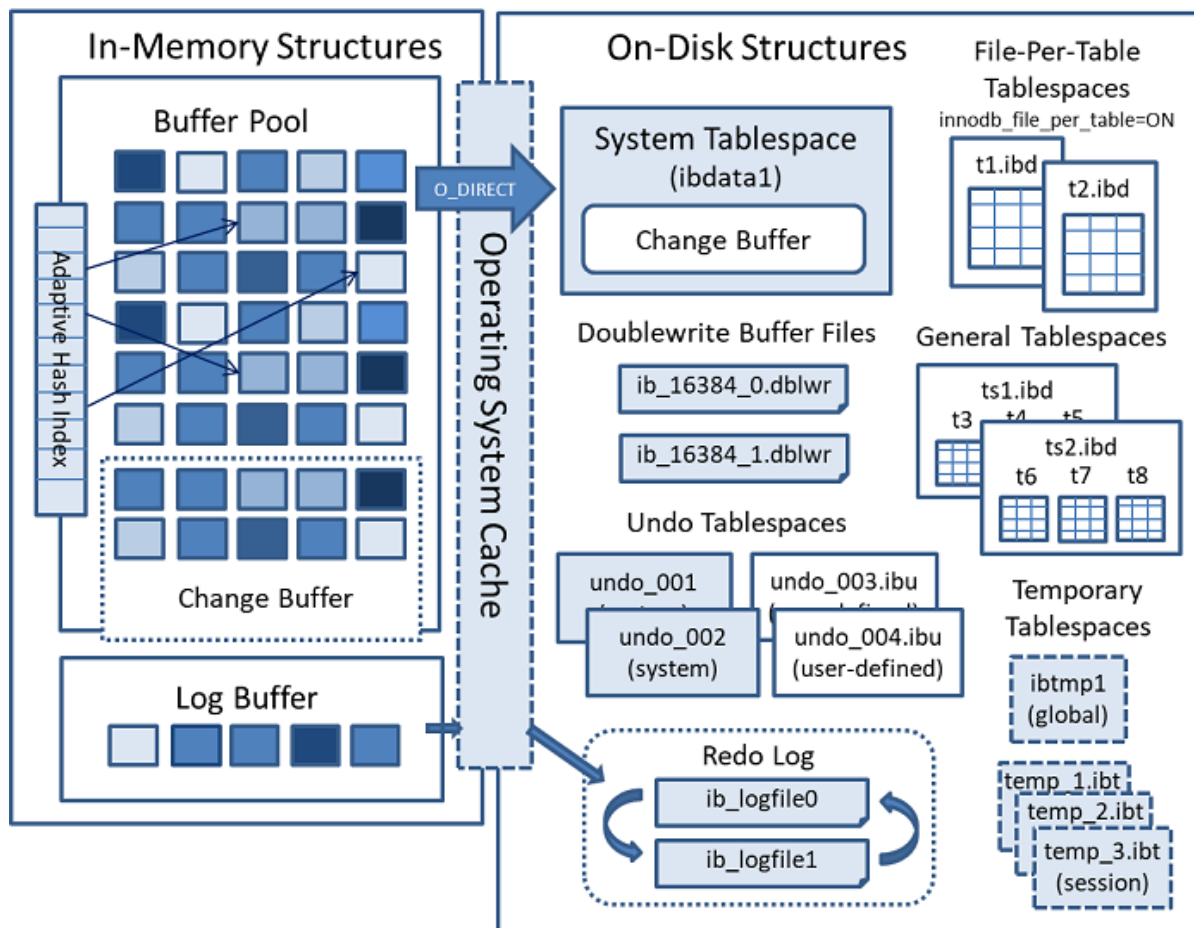 In-Memory Structures
Buffer Pool
Adaptive Hash Index
Change Buffer
Log Buffer
O_DIRECT
Operating System Cache
On-Disk Structures
System Tablespace
(ibdata1)
Change Buffer
Doublewrite Buffer Files
ib_16384_0.dblwr
ib_16384_1.dblwr
Undo Tablespaces
undo_001
undo_002
(system)
undo_003.ibu
undo_004.ibu
(user-defined)
Redo Log
ib_logfile0
ib_logfile1
File-Per-Table
Tablespaces
innodb_file_per_table=ON
t1.ibd
t2.ibd
General Tablespaces
ts1.ibd
t3 t4 t5
ts2.ibd
t6 t7 t8
Temporary
Tablespaces
ibtmp1
(global)
temp_1.ibt
temp_2.ibt
temp_3.ibt
(session)